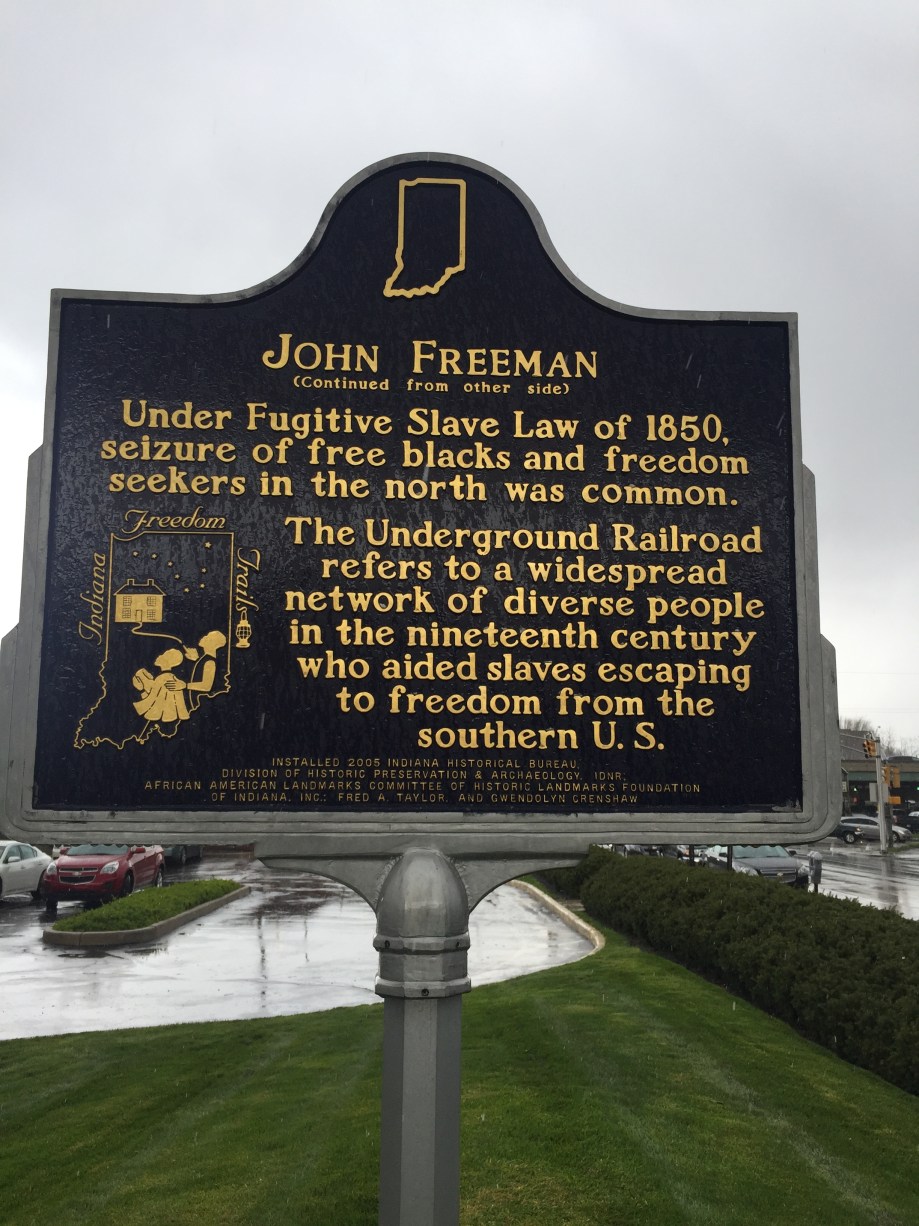 JOHN FREEMAN
(Continued from other side)
Under Fugitive Slave Law of 1850,
seizure of free blacks and freedom
seekers in the north was common.
Indiana Freedom Trails
The Underground Railroad
refers to a widespread
network of diverse people
in the nineteenth century
who aided slaves escaping
to freedom from the
southern U. S.
INSTALLED 2005 INDIANA HISTORICAL BUREAU,
DIVISION OF HISTORIC PRESERVATION & ARCHAEOLOGY, IDNR;
AFRICAN AMERICAN LANDMARKS COMMITTEE OF HISTORIC LANDMARKS FOUNDATION
OF INDIANA, INC.; FRED A. TAYLOR, AND GWENDOLYN CRENSHAW